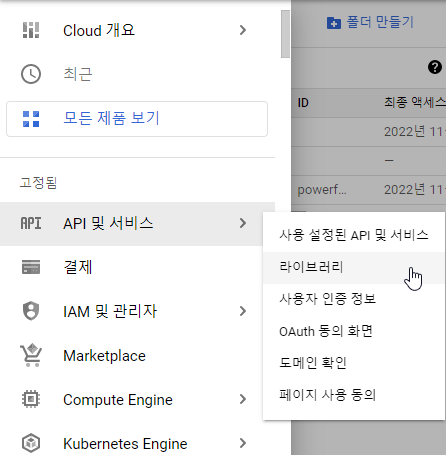 Cloud 개요
최근
모든 제품 보기
고정됨
API API 및 서비스
결제
IAM 및 관리자
Marketplace
Compute Engine
Kubernetes Engine
폴더 만들기
ID 최종 액세스
2022년 11
–
powerf... 2022년 11
사용 설정된 API 및 서비스
라이브러리
사용자 인증 정보
OAuth 동의 화면
도메인 확인
페이지 사용 동의